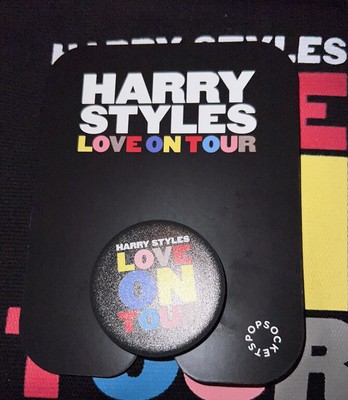 HARRY STYLES
HARRY
STYLES
LOVE ON TOUR
HARRY STYLES
LOVE
ON
TOUR
POPSOCKETS